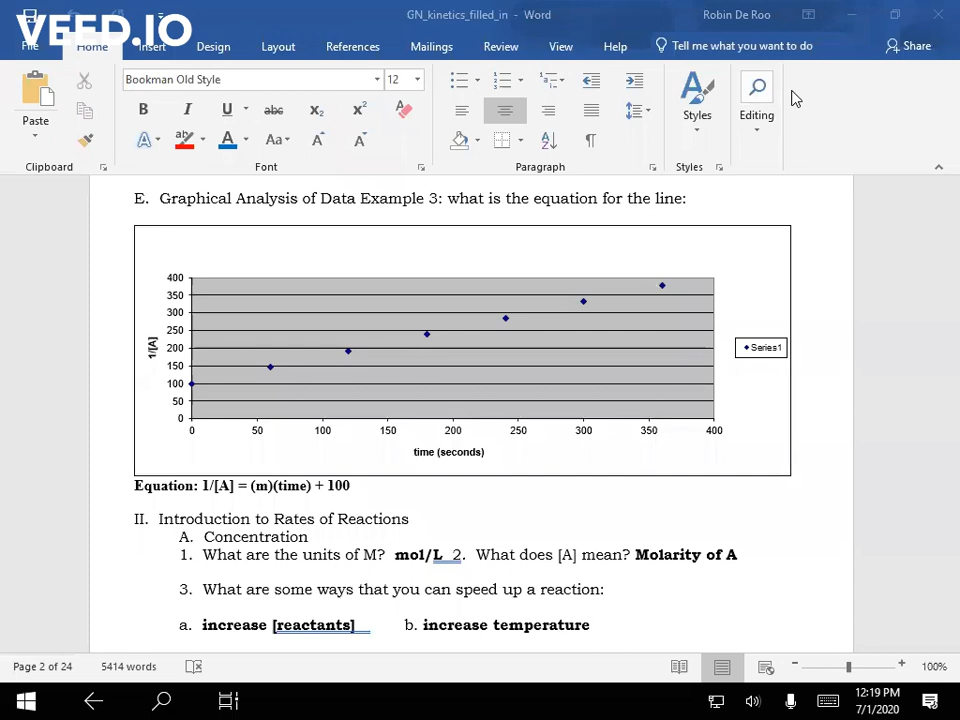 VEED.IO
GN_kinetics_filled_in - Word
Robin De Roo
File Home Insert Design Layout References Mailings Review View Help Tell me what you want to do Share
Paste
Clipboard
Bookman Old Style 12
Font
Paragraph
Styles
Styles
Editing
E. Graphical Analysis of Data Example 3: what is the equation for the line:
400
350
300
250
200
150
100
50
0
1/[A]
0 50 100 150 200 250 300 350 400
time (seconds)
Series1
Equation: 1/[A] = (m)(time) + 100
II. Introduction to Rates of Reactions
A. Concentration
1. What are the units of M? mol/L 2. What does [A] mean? Molarity of A
3. What are some ways that you can speed up a reaction:
a. increase [reactants] b. increase temperature
Page 2 of 24 5414 words 100%
12:19 PM
7/1/2020